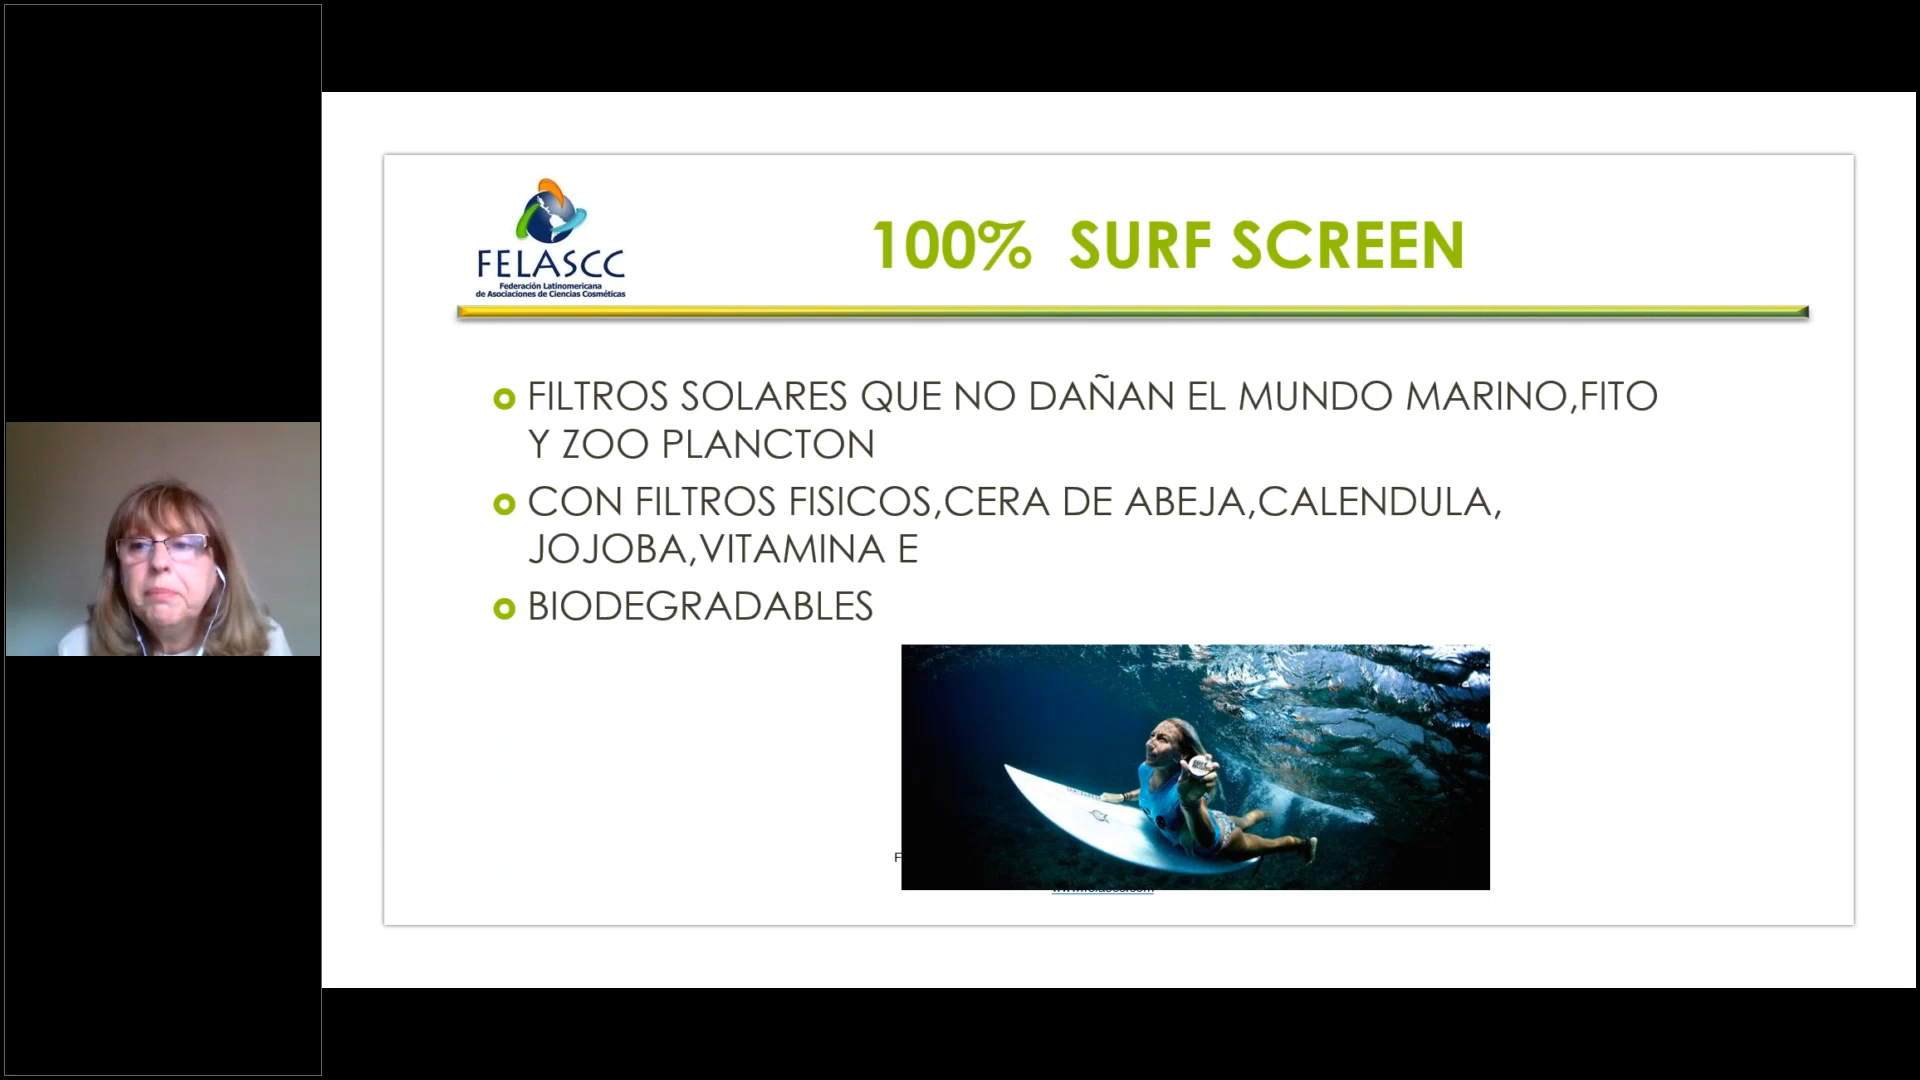 FELASCC
Federación Latinomericana
de Asociaciones de Ciencias Cosméticas
100% SURF SCREEN
FILTROS SOLARES QUE NO DAÑAN EL MUNDO MARINO,FITO
Y ZOO PLANCTON
CON FILTROS FISICOS,CERA DE ABEJA,CALENDULA,
JOJOBA,VITAMINA E
BIODEGRADABLES